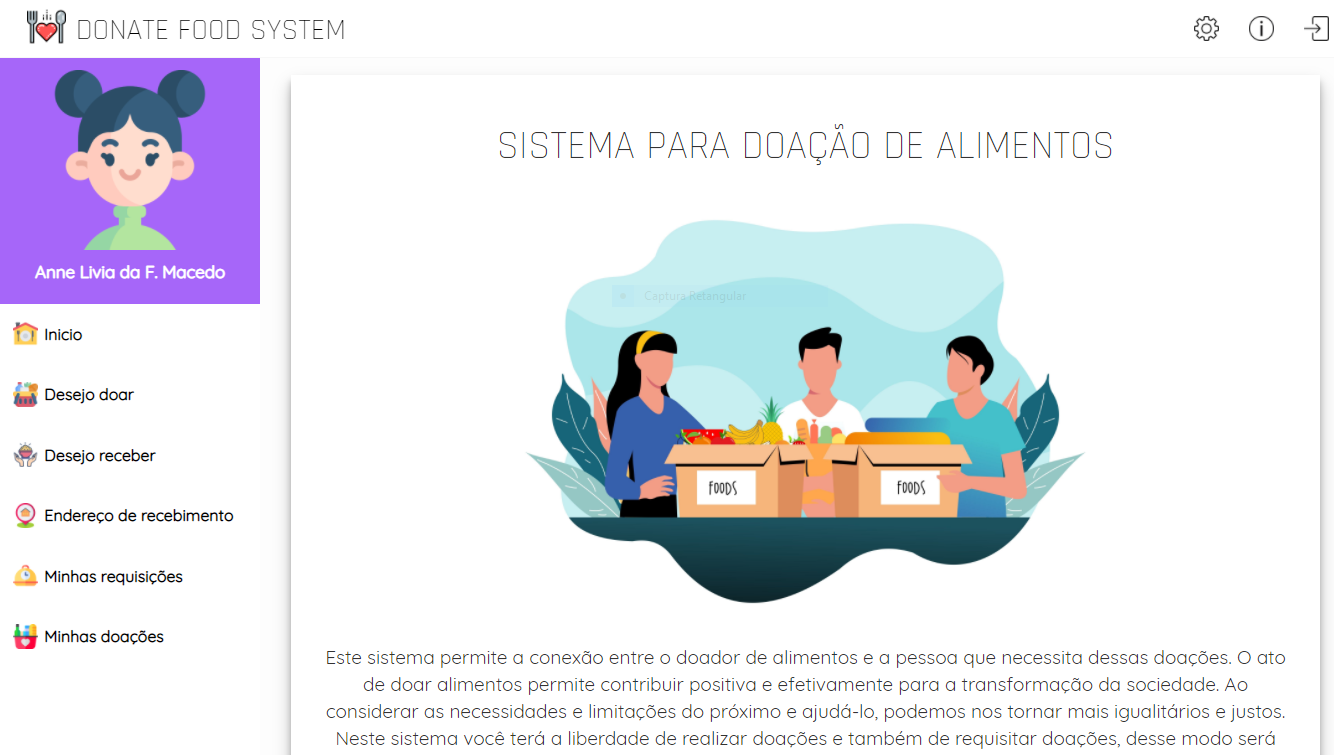 DONATE FOOD SYSTEM
Anne Livia da F. Macedo
Inicio
Desejo doar
Desejo receber
Endereço de recebimento
Minhas requisições
Minhas doações
SISTEMA PARA DOAÇÃO DE ALIMENTOS
Captura Retangular
FOODS
FOODS
Este sistema permite a conexão entre o doador de alimentos e a pessoa que necessita dessas doações. O ato
de doar alimentos permite contribuir positiva e efetivamente para a transformação da sociedade. Ao
considerar as necessidades e limitações do próximo e ajudá-lo, podemos nos tornar mais igualitários e justos.
Neste sistema você terá a liberdade de realizar doações e também de requisitar doações, desse modo será